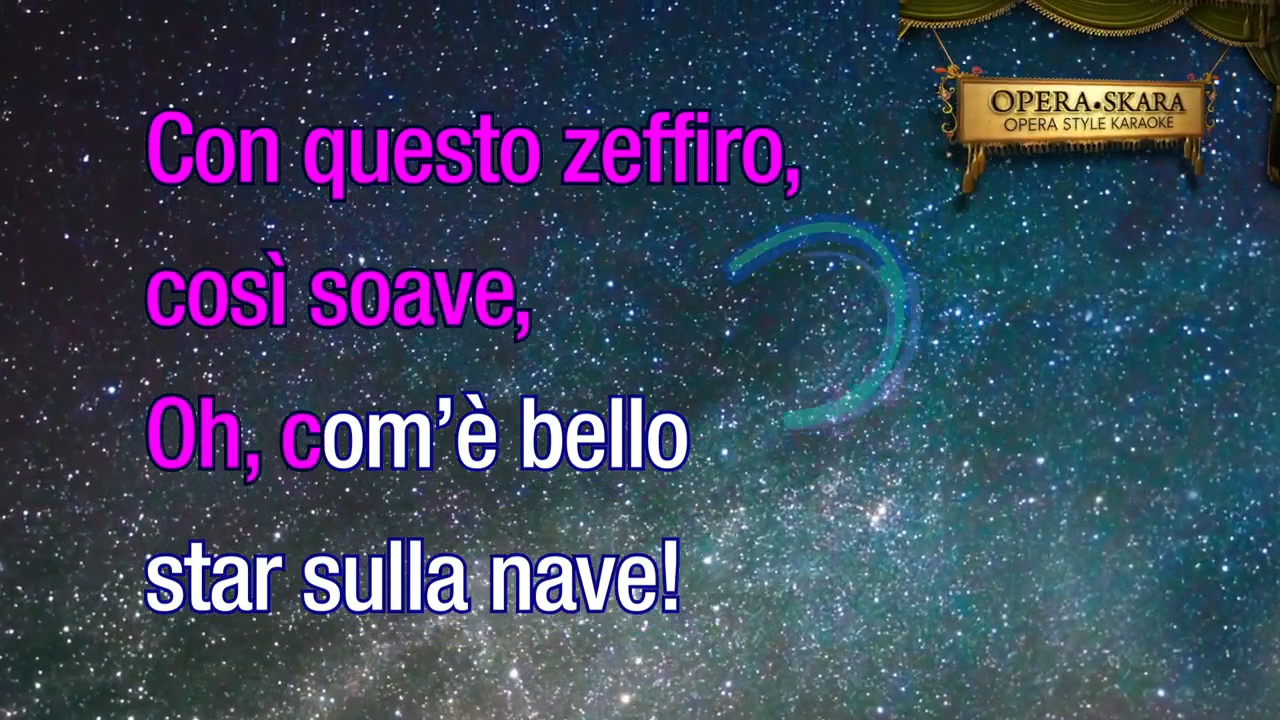 OPERA•SKARA
OPERA STYLE KARAOKE
Con questo zeffiro,
così soave,
Oh, com’è bello
star sulla nave!